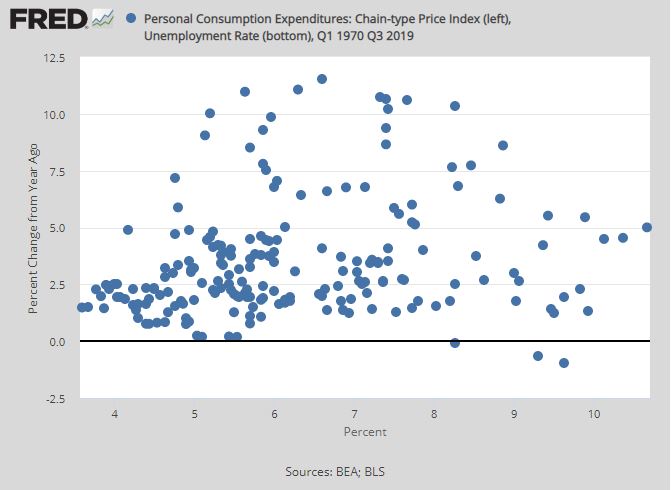 FRED
Personal Consumption Expenditures: Chain-type Price Index (left),
Unemployment Rate (bottom), Q1 1970 Q3 2019
Percent Change from Year Ago
12.5
10.0
7.5
5.0
2.5
0.0
-2.5
4 5 6 7 8 9 10
Percent
Sources: BEA; BLS